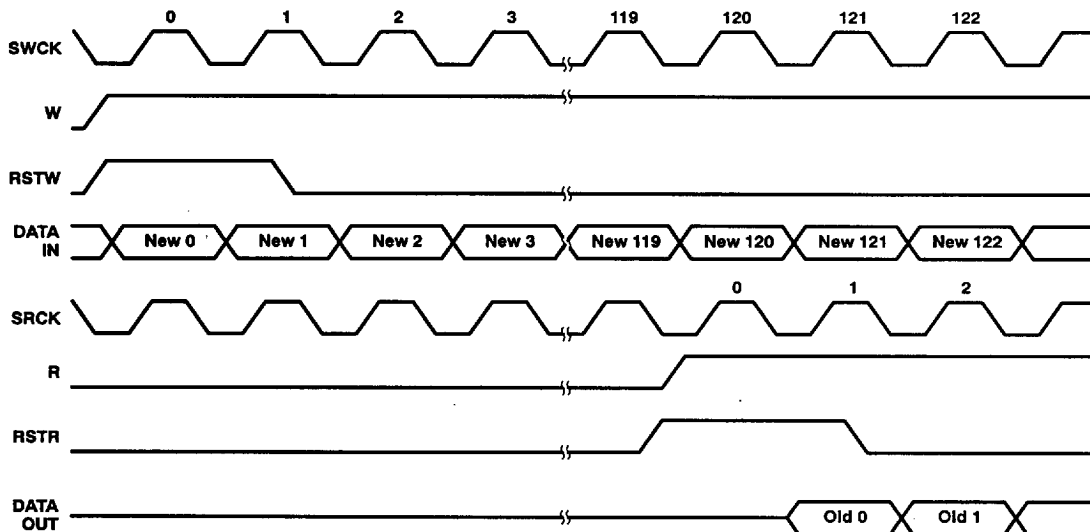 0 1 2 3 119 120 121 122
SWCK
W
RSTW
DATA IN New 0 New 1 New 2 New 3 New 119 New 120 New 121 New 122
0 1 2
SRCK
R
RSTR
DATA OUT Old 0 Old 1